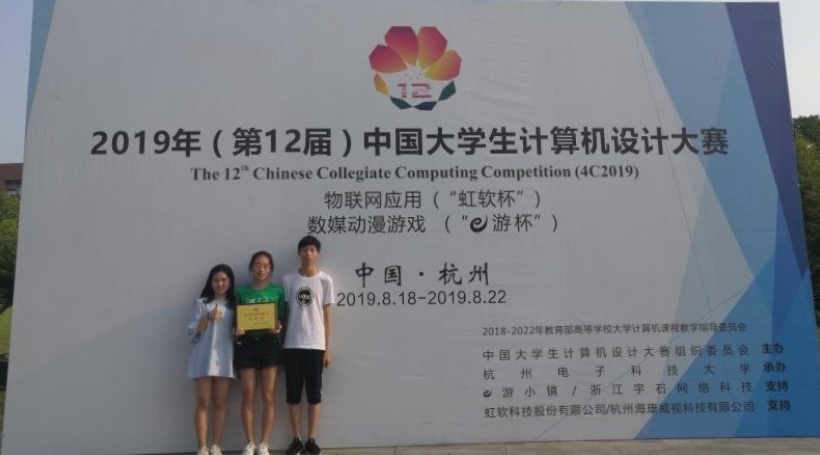 12
2019年(第12届)中国大学生计算机设计大赛
The 12th Chinese Collegiate Computing Competition (4C2019)
物联网应用(“虹软杯”)
数媒动漫游戏 (“e游杯”)
中国·杭州
2019.8.18-2019.8.22
2018-2022年教育部高等学校大学计算机课程教学指导委员会
中国大学生计算机设计大赛组织委员会 主办
杭州电子科技大学 承办
e游小镇/浙江宇石网络科技 支持
虹软科技股份有限公司/杭州海康威视科技有限公司 支持